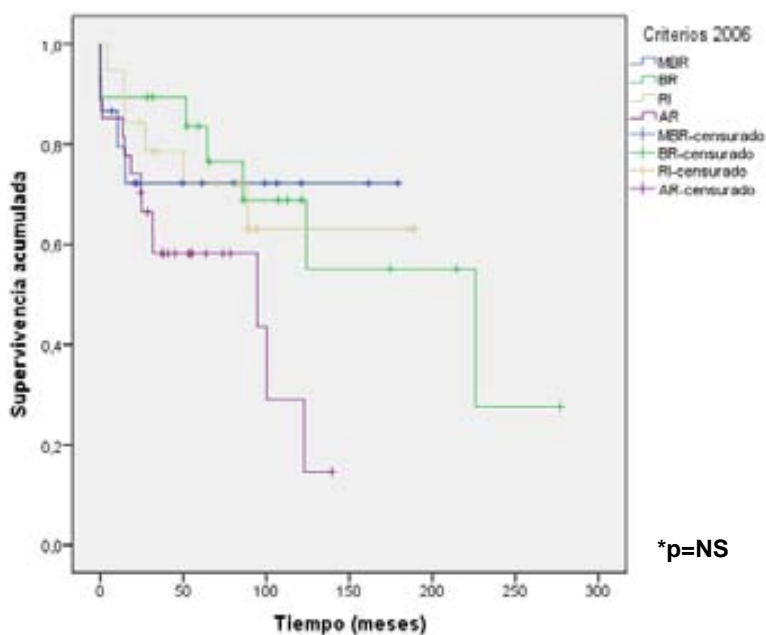 Criterios 2006
MBR
BR
RI
AR
MBR-censurado
BR-censurado
RI-censurado
AR-censurado
Supervivencia acumulada
1,0
0,8
0,6
0,4
0,2
0,0
*p=NS
0 50 100 150 200 250 300
Tiempo (meses)